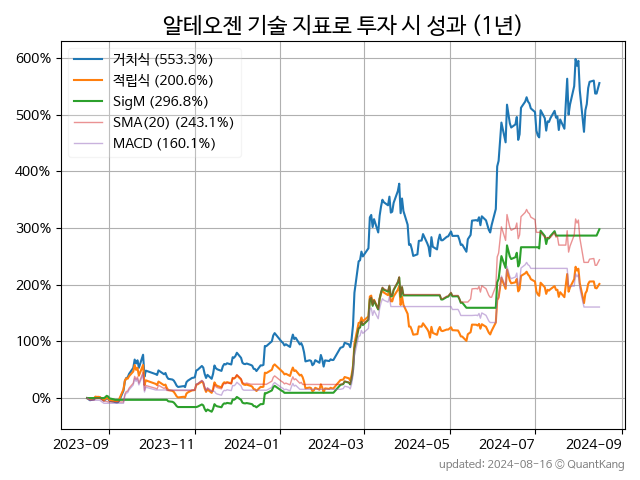 알테오젠 기술 지표로 투자 시 성과 (1년)
거치식 (553.3%)
적립식 (200.6%)
SigM (296.8%)
SMA(20) (243.1%)
MACD (160.1%)
600%
500%
400%
300%
200%
100%
0%
2023-09 2023-11 2024-01 2024-03 2024-05 2024-07 2024-09
updated: 2024-08-16 © QuantKang